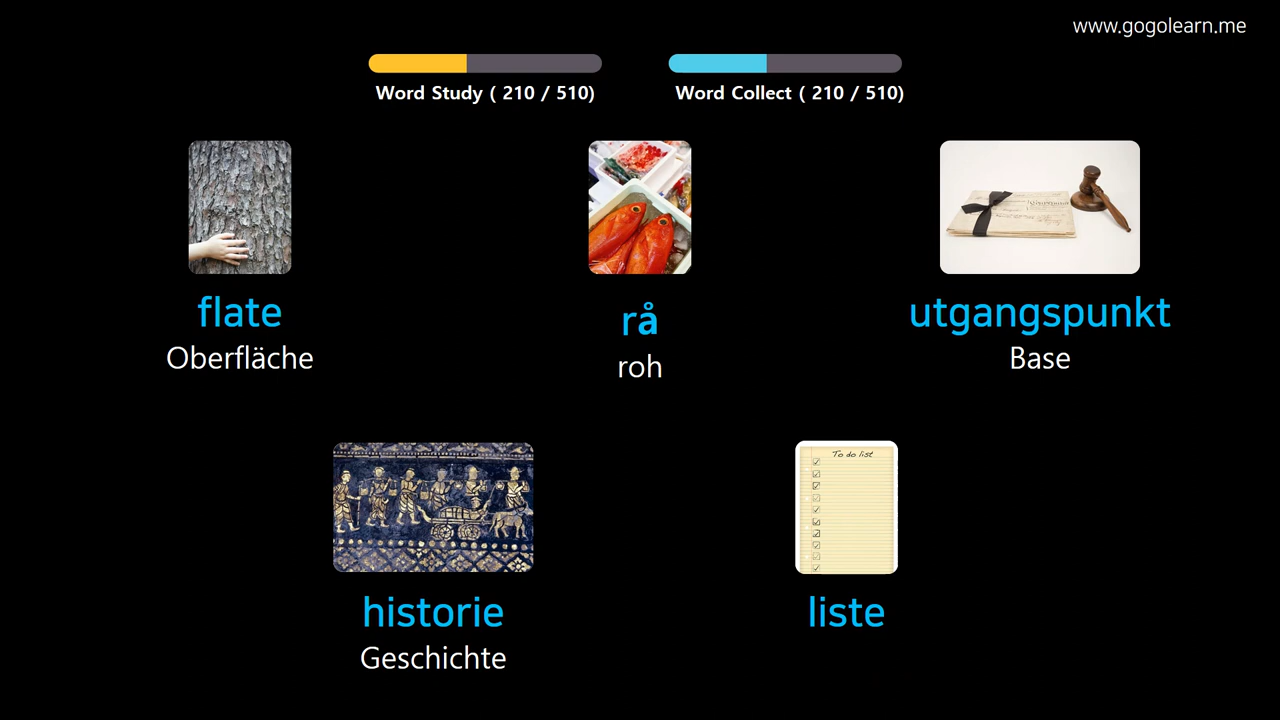 www.gogolearn.me
Word Study ( 210 / 510)
Word Collect ( 210 / 510)
flate
Oberfläche
rå
roh
utgangspunkt
Base
To do list
historie
Geschichte
liste